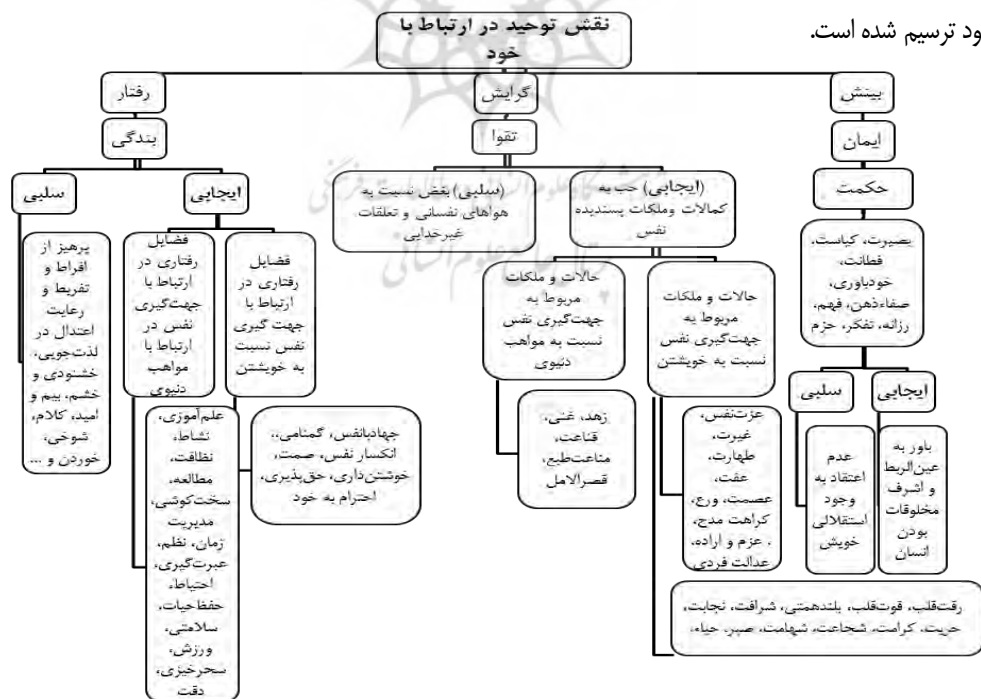 ود ترسیم شده است.
نقش توحید در ارتباط با
خود
بینش
گرایش
رفتار
ایمان
تقوا
بندگی
حکمت
(ایجابی) حب به
کمالات وملکات پسندیده
نفس
(سلبی) بغض نسبت به
هواهای نفسانی و تعلقات
غیرخدایی
ایجابی
سلبی
بصیرت، کیاست،
فطانت،
خودباوری،
صفاءذهن، فهم،
رزانه، تفکر، حزم
حالات و ملکات
مربوط به
جهت‌گیری نفس
نسبت به خویشتن
حالات و ملکات
مربوط به
جهت‌گیری نفس
نسبت به مواهب
دنیوی
فضایل
رفتاری در
ارتباط با
جهت گیری
نفس نسبت
به خویشتن
فضایل
رفتاری در
ارتباط با
جهت‌گیری
نفس در
ارتباط با
مواهب
دنیوی
پرهیز از
افراط و
تفریط و
رعایت
اعتدال در
لذت‌جویی،
خشنودی و
خشم، بیم و
امید، کلام،
شوخی،
خوردن و ...
ایجابی
سلبی
باور به
عین‌الربط
و اشرف
مخلوقات
بودن
انسان
عدم
اعتقاد به
وجود
استقلالی
خویش
عزت‌نفس،
غیرت،
طهارت،
عفت،
عصمت، ورع،
کراهت مدح،
، عزم و اراده،
عدالت فردی
زهد، غنی،
قناعت،
مناعت‌طبع،
قصرالامل
جهادبانفس، گمنامی،،
انکسار نفس، صمت،
خوشتن‌داری، حق‌پذیری،
احترام به خود
علم‌آموزی،
نشاط،
نظافت،
مطالعه،
سخت‌کوشی،
مدیریت
زمان، نظم،
عبرت‌گیری،
احتیاط،
حفظ‌حیات،
سلامتی،
ورزش،
سحرخیزی،
دقت
رقت‌قلب، قوت‌قلب، بلندهمتی، شرافت، نجابت،
حریت، کرامت، شجاعت، شهامت، صبر، حیاء،